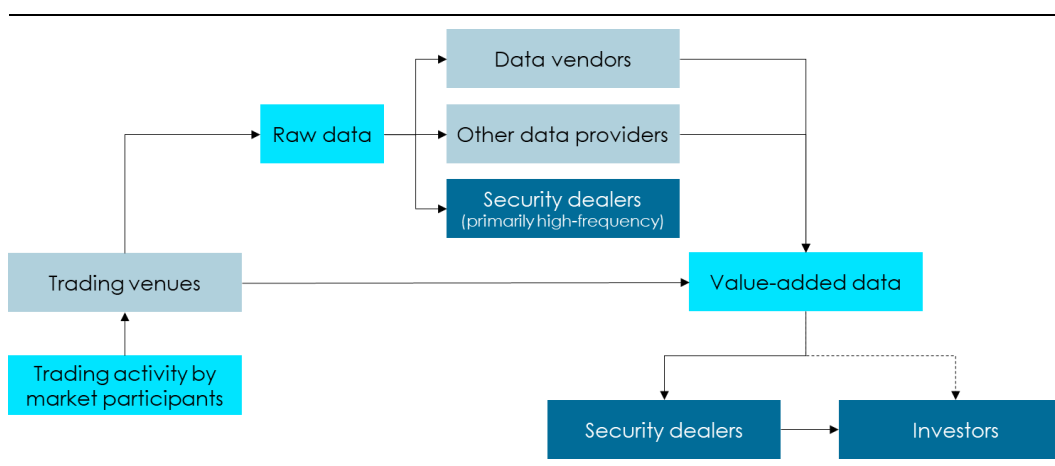 Data vendors
Raw data
Other data providers
Security dealers
(primarily high-frequency)
Trading venues
Value-added data
Trading activity by
market participants
Security dealers
Investors